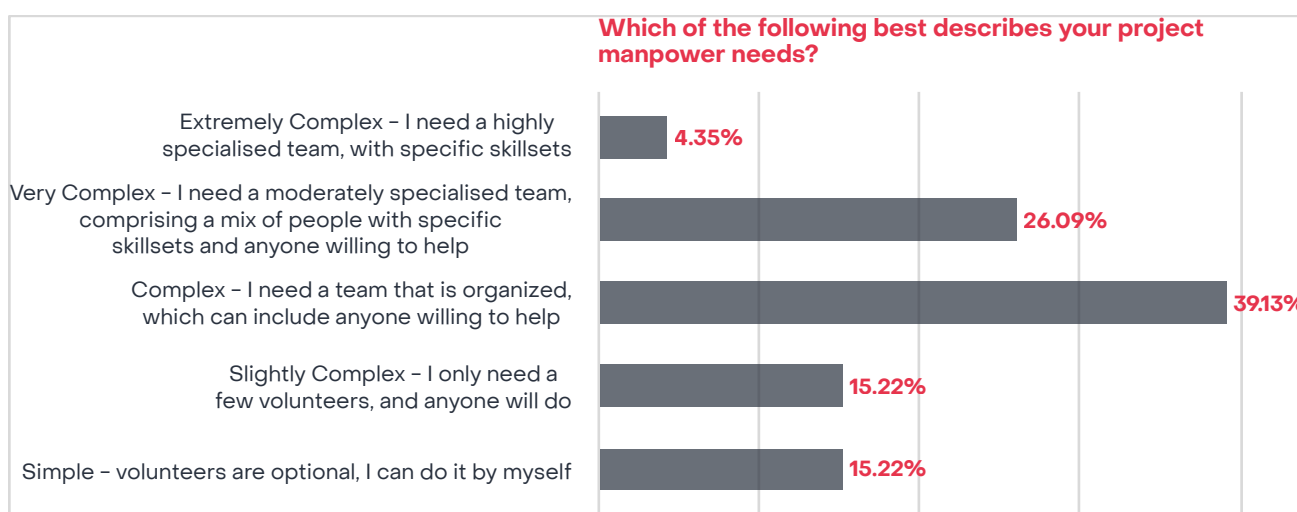 Which of the following best describes your project
manpower needs?
Extremely Complex – I need a highly
specialised team, with specific skillsets
4.35%
Very Complex – I need a moderately specialised team,
comprising a mix of people with specific
skillsets and anyone willing to help
26.09%
Complex – I need a team that is organized,
which can include anyone willing to help
39.13%
Slightly Complex – I only need a
few volunteers, and anyone will do
15.22%
Simple – volunteers are optional, I can do it by myself
15.22%